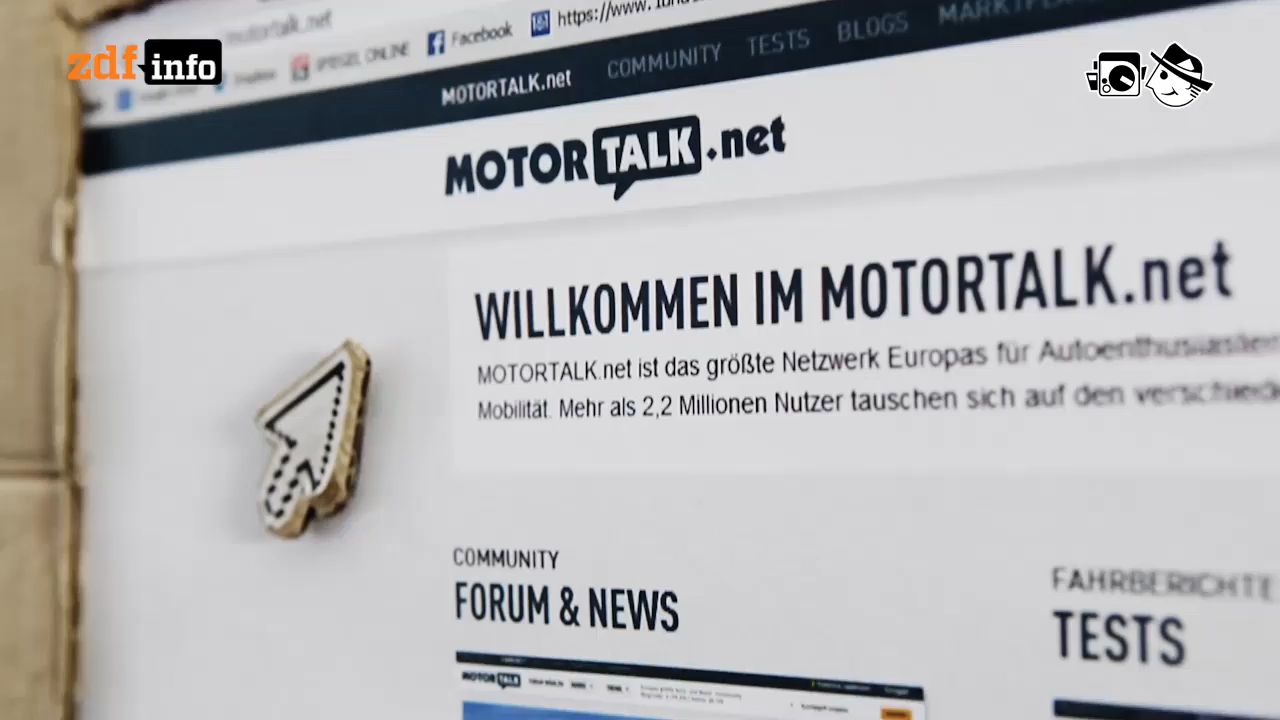 zdf info
motortalk.net
SPIEGEL ONLINE
Facebook
https://www.
MOTORTALK.net
COMMUNITY
TESTS
BLOGS
MOTORTALK.net
WILLKOMMEN IM MOTORTALK.net
MOTORTALK.net ist das größte Netzwerk Europas für
Mobilität. Mehr als 2,2 Millionen Nutzer tauschen sich auf den
COMMUNITY
FORUM & NEWS
FAHRBERICHTE
TESTS
MOTORTALK